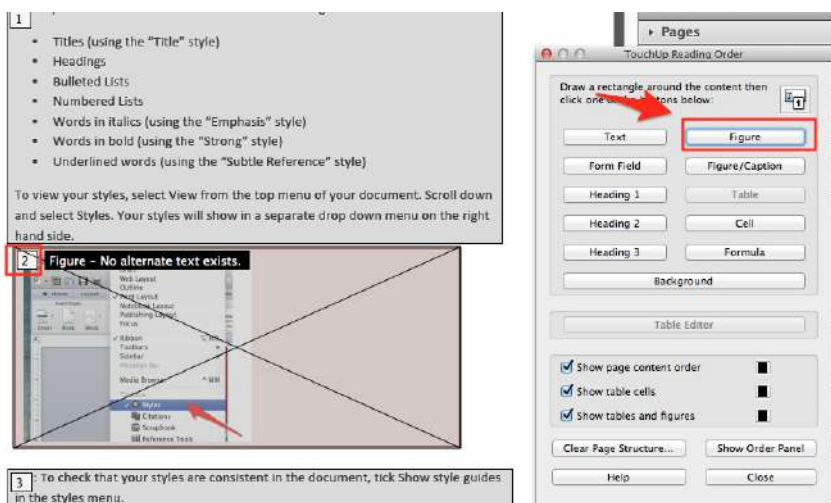 1
• Titles (using the "Title" style)
• Headings
• Bulleted Lists
• Numbered Lists
• Words in italics (using the "Emphasis" style)
• Words in bold (using the "Strong" style)
• Underlined words (using the "Subtle Reference" style)
To view your styles, select View from the top menu of your document. Scroll down
and select Styles. Your styles will show in a separate drop down menu on the right
hand side.
2 Figure – No alternate text exists.
Web Layout
Outline
Print Layout
Notebook Layout
Publishing Layout
Focus
Ribbon
Toolbars
Sidebar
Message Bar
Media Browser
Styles
Citations
Scrapbook
Reference Tools
3 : To check that your styles are consistent in the document, tick Show style guides
in the styles menu.
Pages
TouchUp Reading Order
Draw a rectangle around the content then
click one of the buttons below:
Text Figure
Form Field Figure/Caption
Heading 1 Table
Heading 2 Cell
Heading 3 Formula
Background
Table Editor
Show page content order
Show table cells
Show tables and figures
Clear Page Structure... Show Order Panel
Help Close